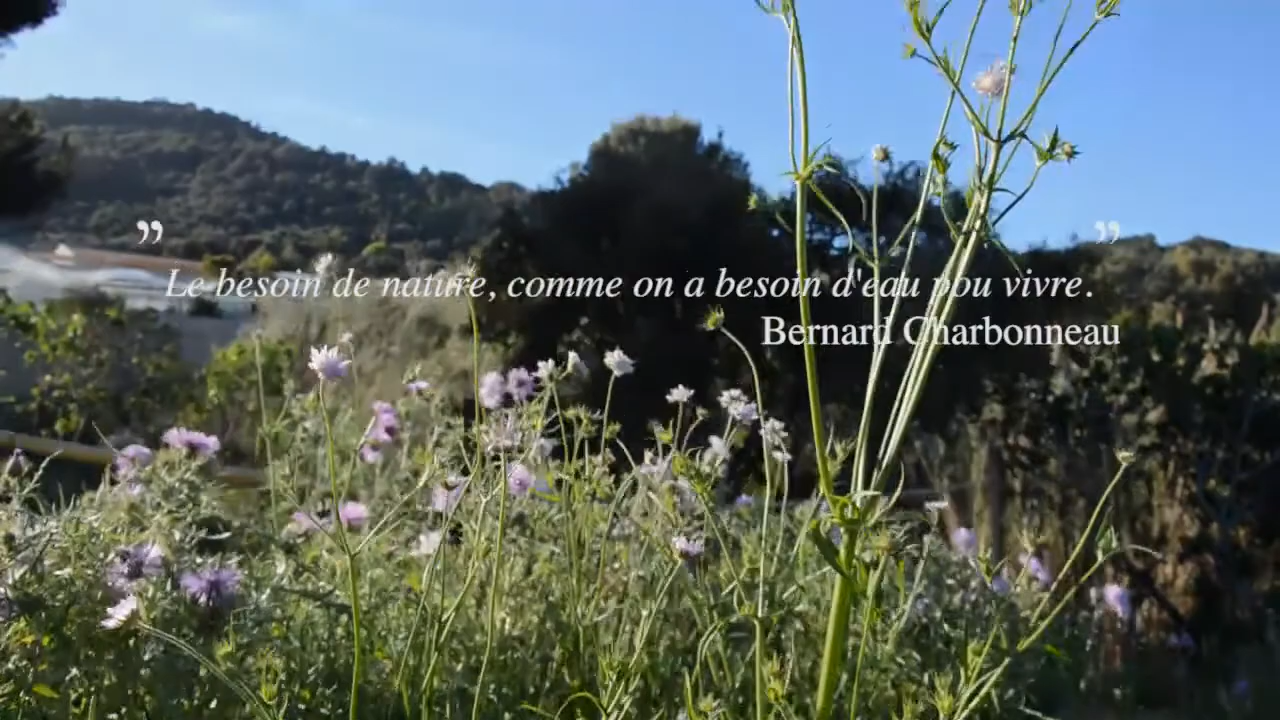 ” ”
Le besoin de nature, comme on a besoin d'eau pou vivre.
Bernard Charbonneau